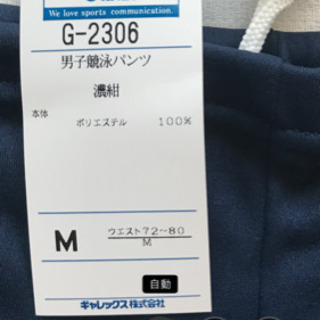 We love sports communication.
G-2306
男子競泳パンツ
濃紺
本体
ポリエステル 100%
M ウエスト72~80
M
自動
ギャレックス株式会社